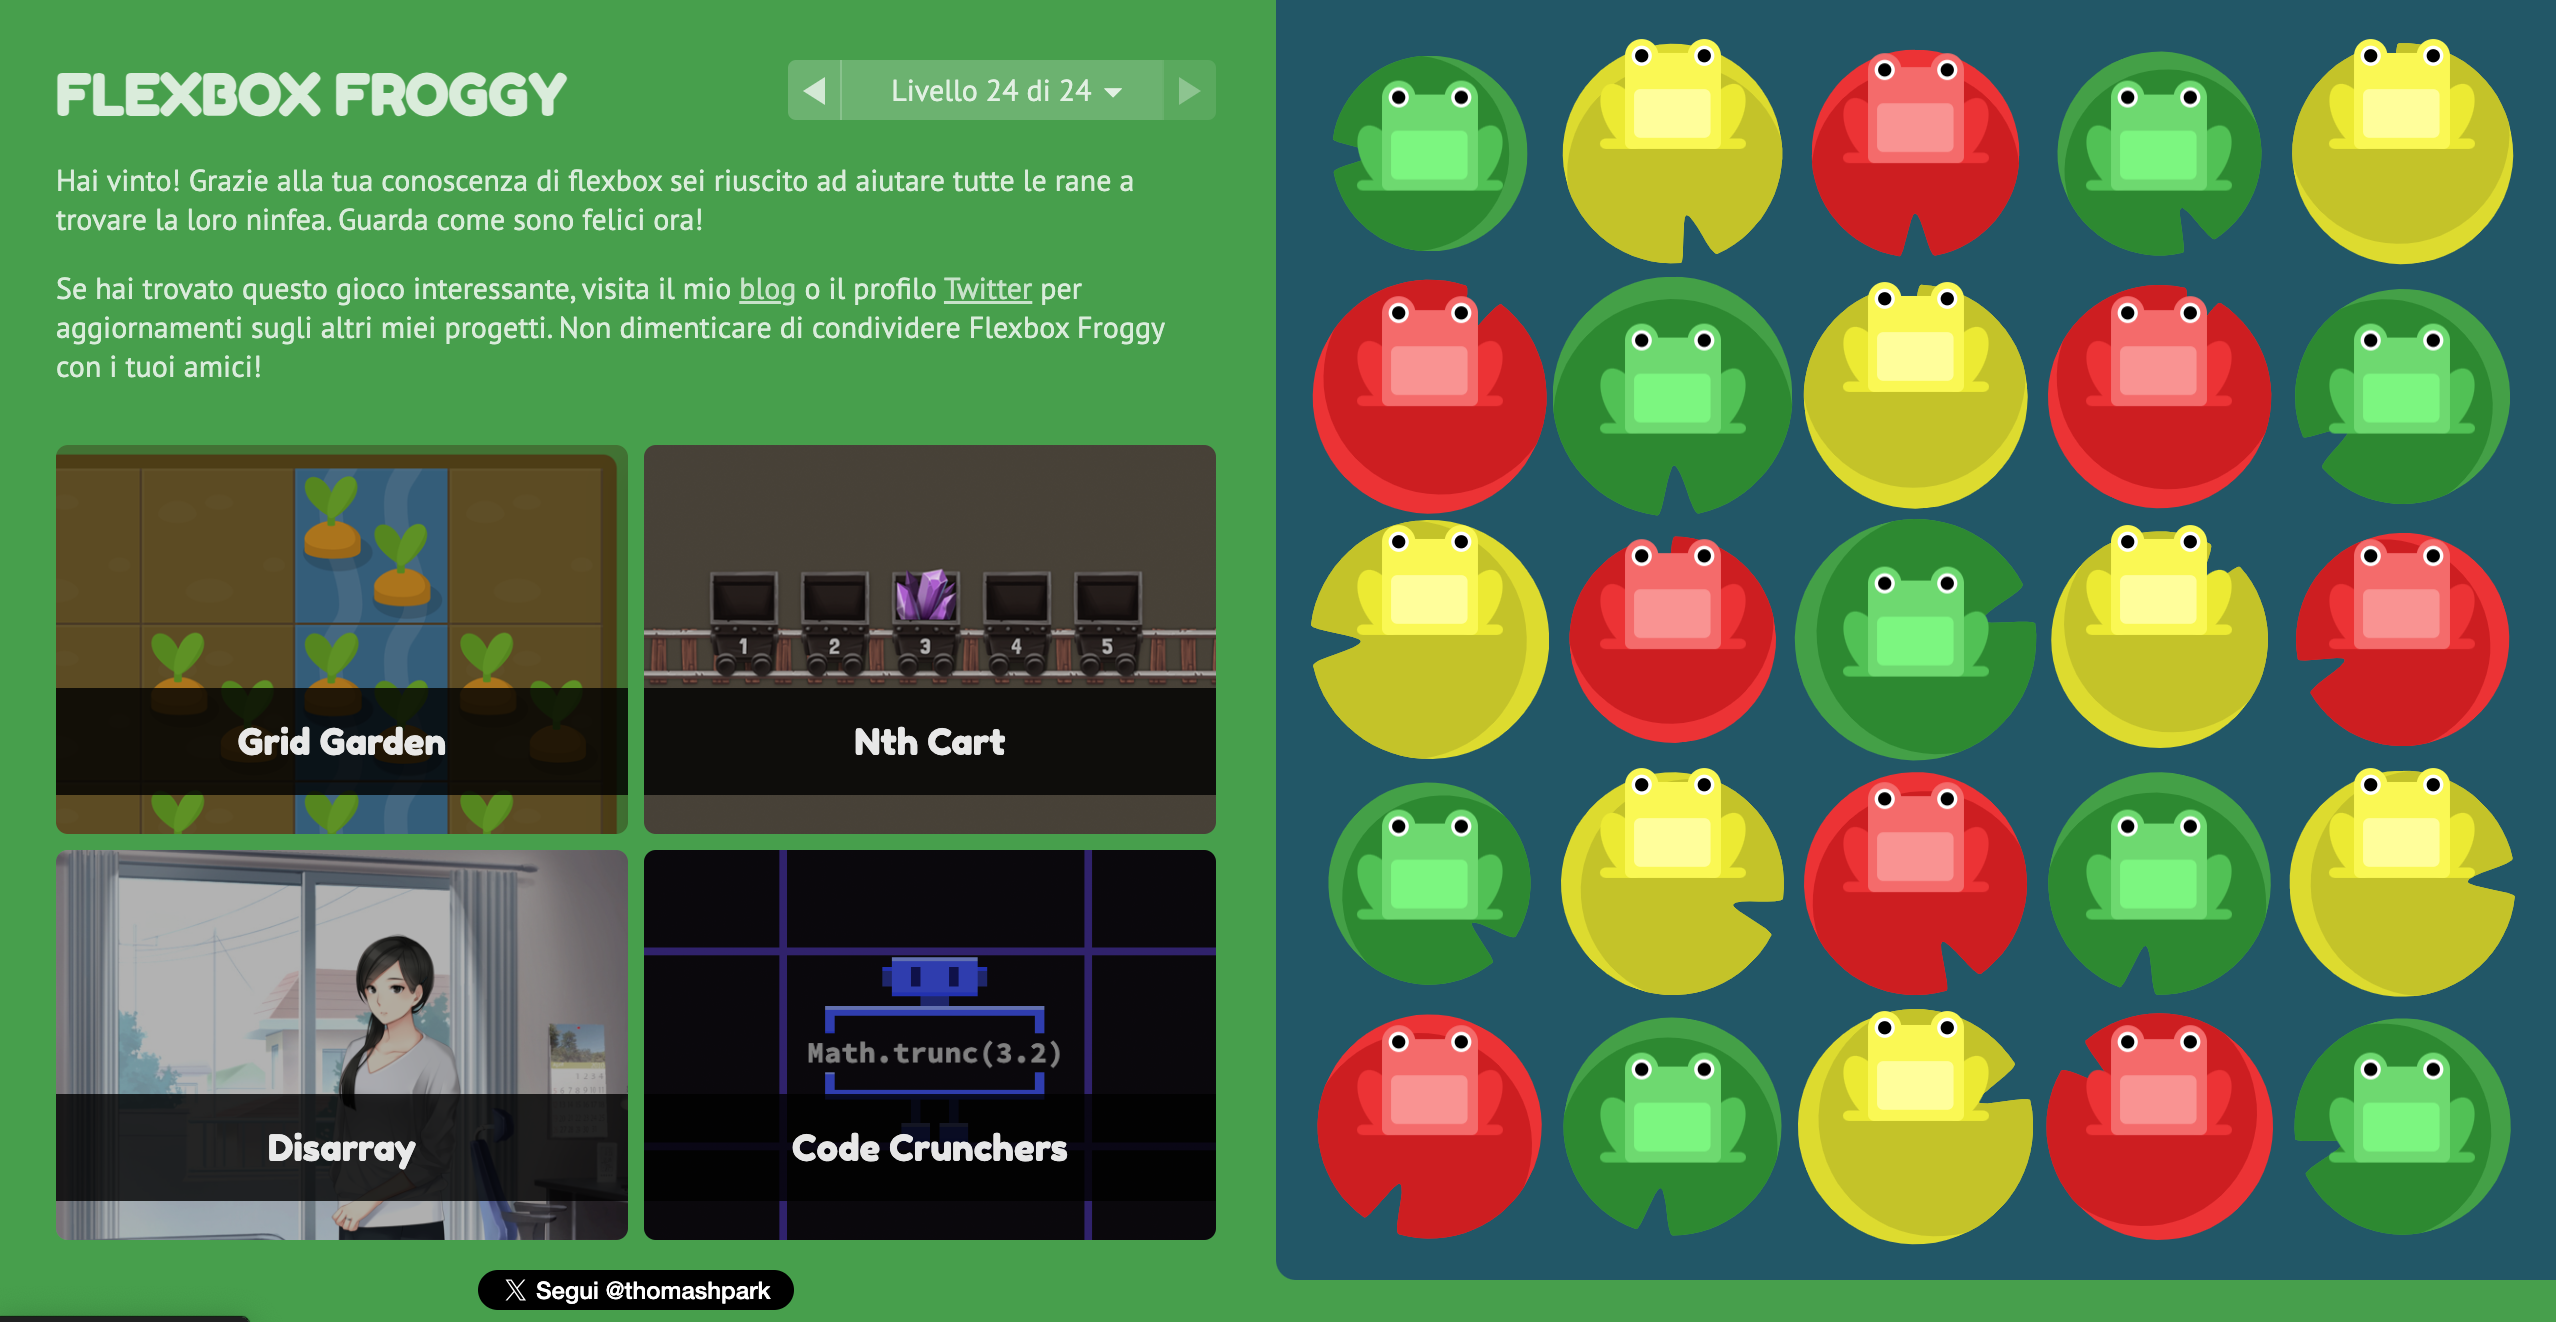 FLEXBOX FROGGY
Livello 24 di 24
Hai vinto! Grazie alla tua conoscenza di flexbox sei riuscito ad aiutare tutte le rane a
trovare la loro ninfea. Guarda come sono felici ora!
Se hai trovato questo gioco interessante, visita il mio blog o il profilo Twitter per
aggiornamenti sugli altri miei progetti. Non dimenticare di condividere Flexbox Froggy
con i tuoi amici!
1 2 3 4 5
Grid Garden
Nth Cart
Math.trunc(3.2)
Disarray
Code Crunchers
X Segui @thomashpark